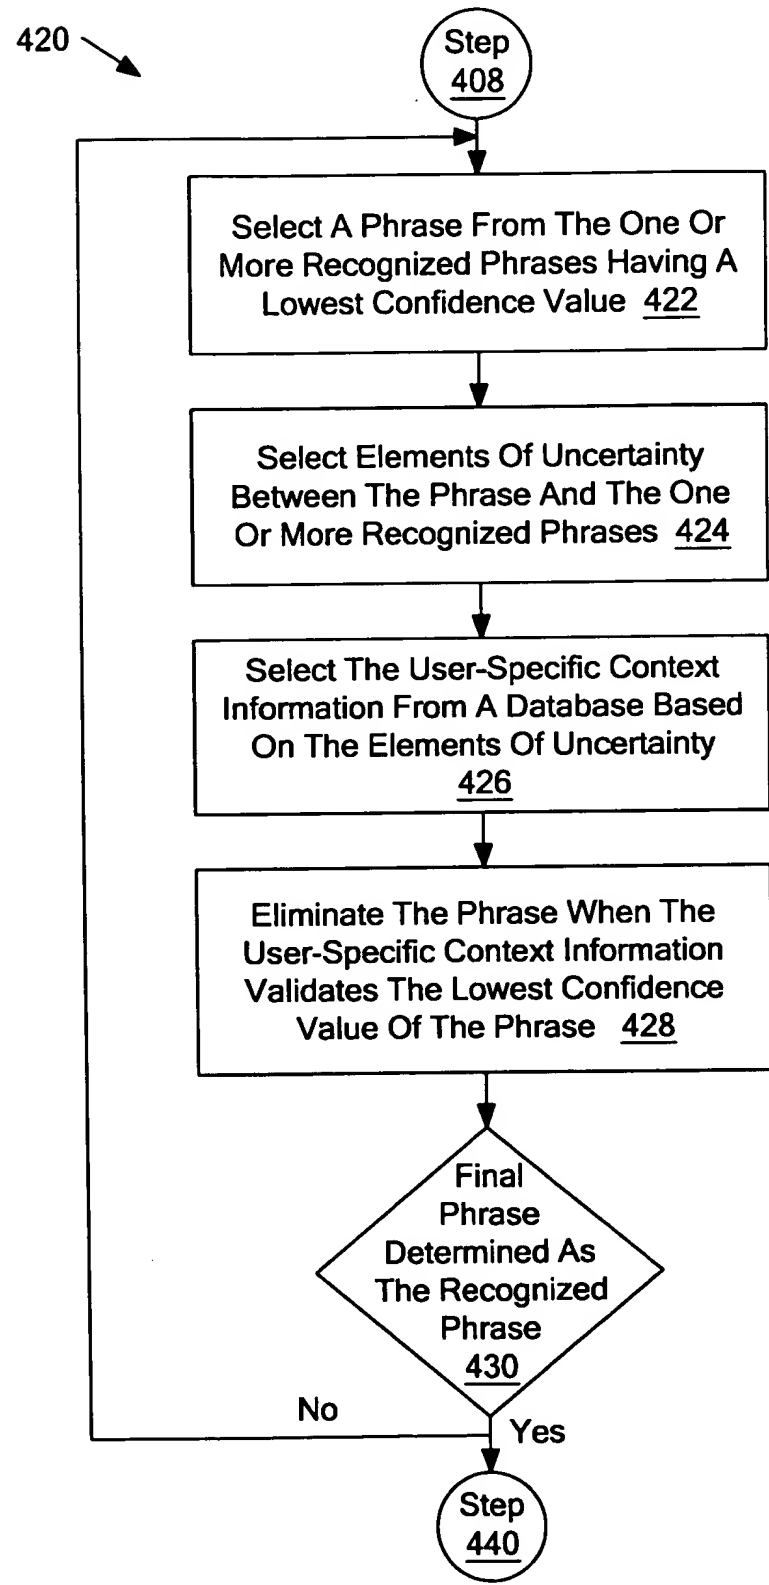 420
Step
408
Select A Phrase From The One Or
More Recognized Phrases Having A
Lowest Confidence Value 422
Select Elements Of Uncertainty
Between The Phrase And The One
Or More Recognized Phrases 424
Select The User-Specific Context
Information From A Database Based
On The Elements Of Uncertainty
426
Eliminate The Phrase When The
User-Specific Context Information
Validates The Lowest Confidence
Value Of The Phrase 428
Final
Phrase
Determined As
The Recognized
Phrase
430
No
Yes
Step
440